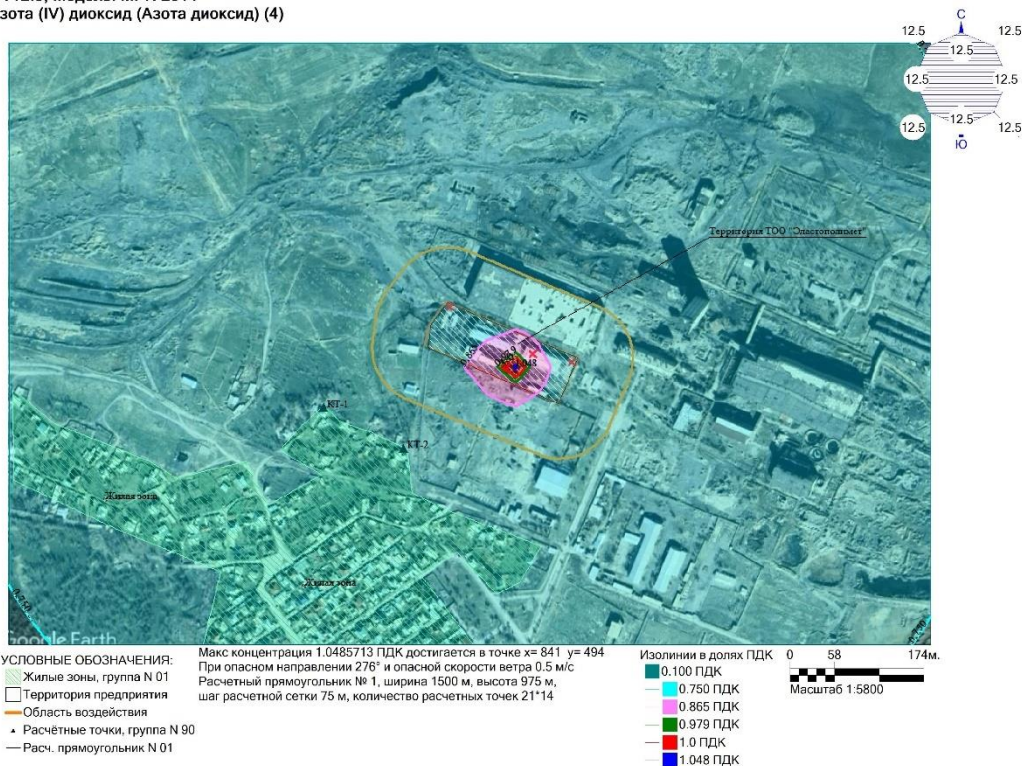 зота (IV) диоксид (Азота диоксид) (4)
С
12.5
12.5
12.5
12.5
12.5
12.5
12.5
12.5
Ю
Территория ТОО "Эластополимет"
КТ-1
КТ-2
Жилая зона
Жилая зона
Google Earth
УСЛОВНЫЕ ОБОЗНАЧЕНИЯ:
Жилые зоны, группа N 01
Территория предприятия
Область воздействия
Расчётные точки, группа N 90
Расч. прямоугольник N 01
Макс концентрация 1.0485713 ПДК достигается в точке x= 841 y= 494
При опасном направлении 276° и опасной скорости ветра 0.5 м/с
Расчетный прямоугольник № 1, ширина 1500 м, высота 975 м,
шаг расчетной сетки 75 м, количество расчетных точек 21*14
Изолинии в долях ПДК
0.100 ПДК
0.750 ПДК
0.865 ПДК
0.979 ПДК
1.0 ПДК
1.048 ПДК
0 58 174м.
Масштаб 1:5800